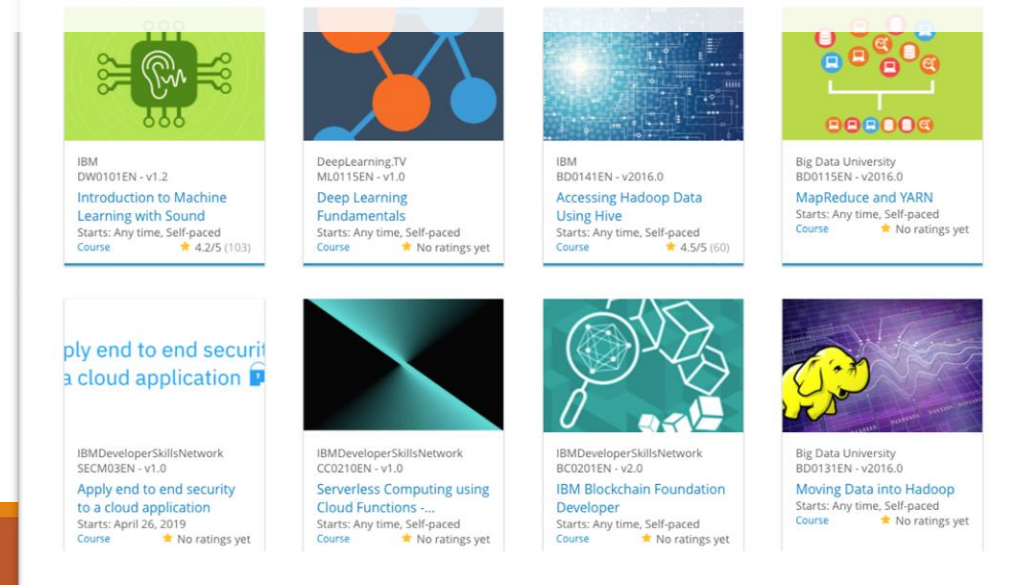 IBM
DW0101EN - v1.2
Introduction to Machine
Learning with Sound
Starts: Any time, Self-paced
Course 4.2/5 (103)
DeepLearning.TV
ML0115EN - v1.0
Deep Learning
Fundamentals
Starts: Any time, Self-paced
Course No ratings yet
IBM
BD0141EN - v2016.0
Accessing Hadoop Data
Using Hive
Starts: Any time, Self-paced
Course 4.5/5 (60)
Big Data University
BD0115EN - v2016.0
MapReduce and YARN
Starts: Any time, Self-paced
Course No ratings yet
ply end to end securit
a cloud application
IBMDeveloperSkillsNetwork
SECM03EN - v1.0
Apply end to end security
to a cloud application
Starts: April 26, 2019
Course No ratings yet
IBMDeveloperSkillsNetwork
CC0210EN - v1.0
Serverless Computing using
Cloud Functions -...
Starts: Any time, Self-paced
Course No ratings yet
IBMDeveloperSkillsNetwork
BC0201EN - v2.0
IBM Blockchain Foundation
Developer
Starts: Any time, Self-paced
Course No ratings yet
Big Data University
BD0131EN - v2016.0
Moving Data into Hadoop
Starts: Any time, Self-paced
Course No ratings yet